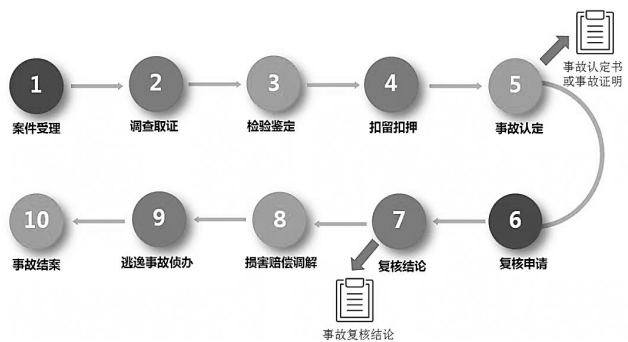 1
案件受理
2
调查取证
3
检验鉴定
4
扣留扣押
5
事故认定
事故认定书
或事故证明
6
复核申请
7
复核结论
事故复核结论
8
损害赔偿调解
9
逃逸事故侦办
10
事故结案